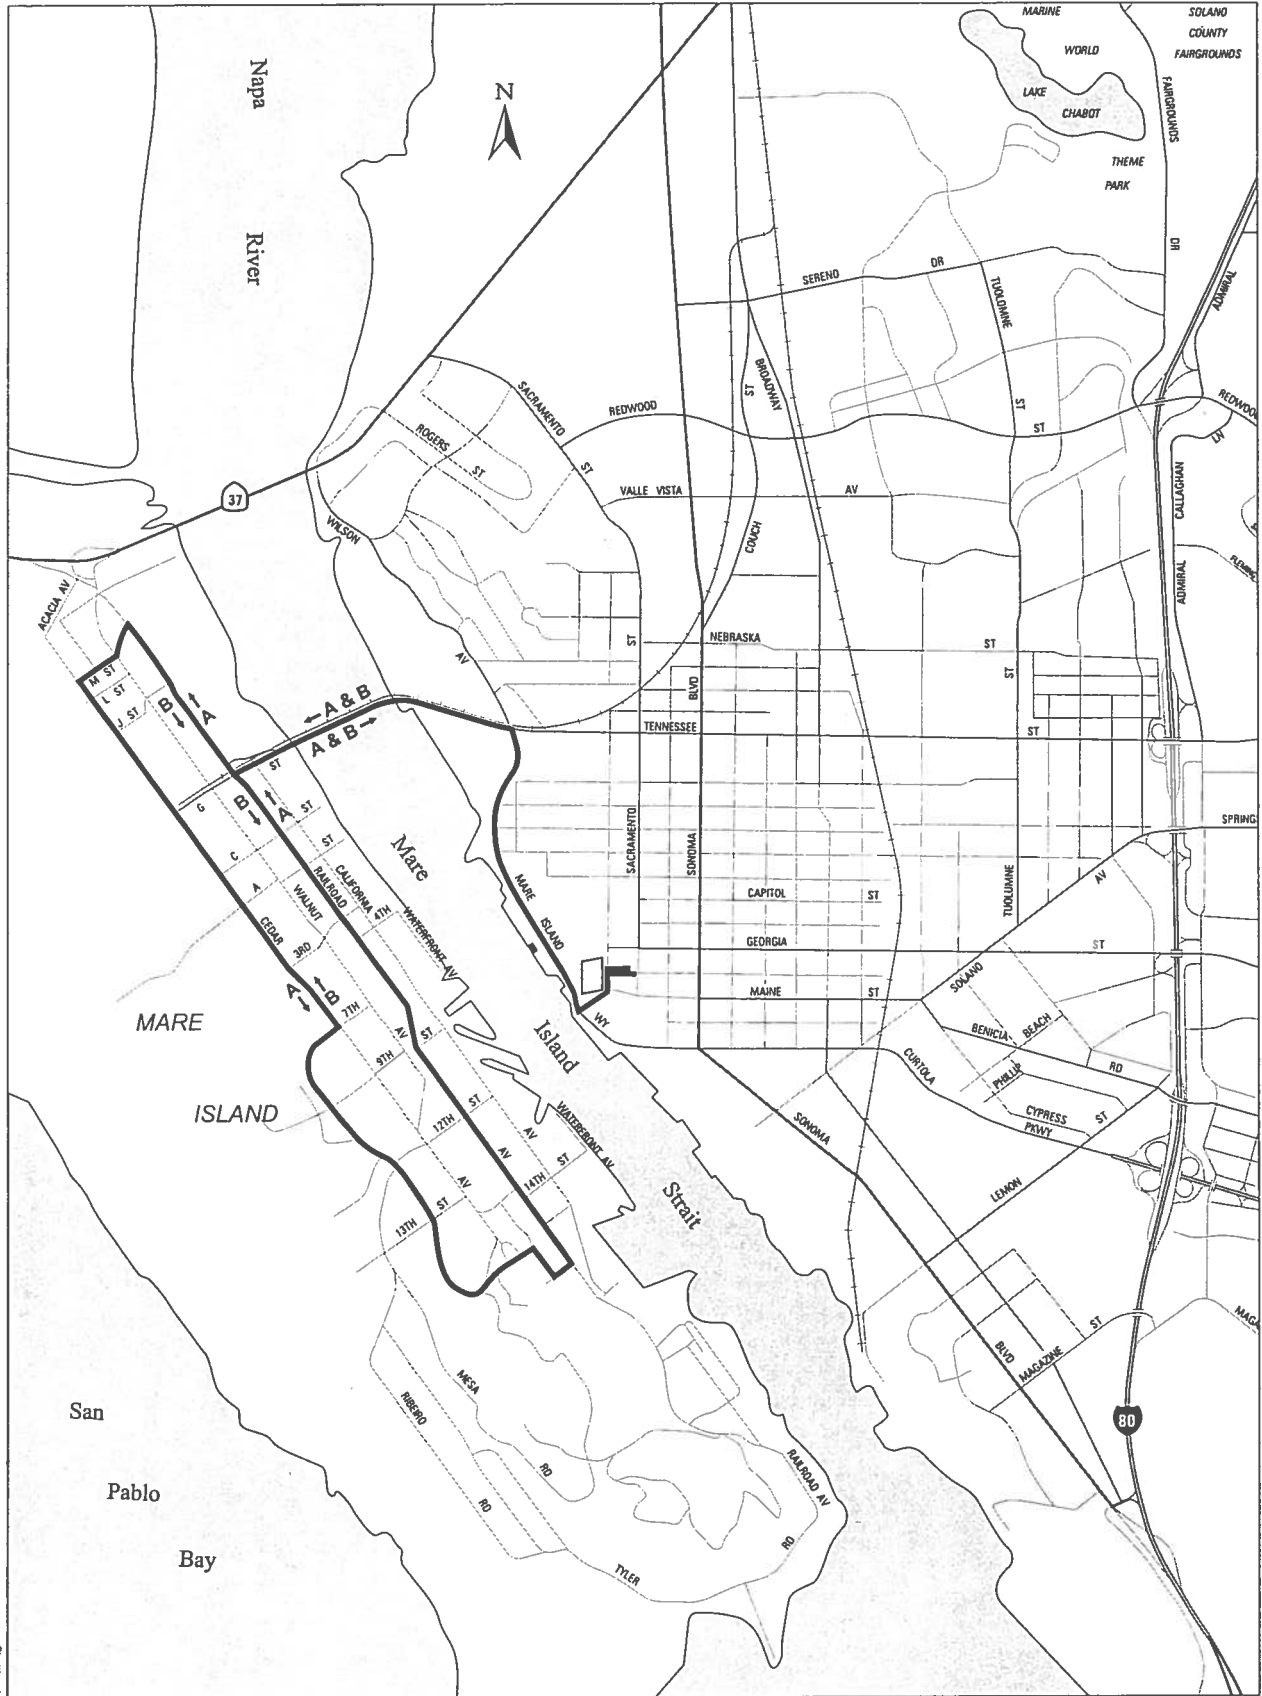 MARINE
WORLD
LAKE
CHABOT
THEME
PARK
SOLANO
COUNTY
FAIRGROUNDS
FAIRGROUNDS
DR
Napa
River
N
SERENO
DR
TUOLUMNE
ST
ADMIRAL
BROADWAY
ST
SACRAMENTO
ST
REDWOOD
ST
REDWOOD
LN
ROGERS
ST
37
VALLE VISTA
AV
CALLAGHAN
ADMIRAL
WILSON
AV
COUCH
FLEMING
ACACIA AV
NEBRASKA
ST
ST
ST
M ST
L ST
J ST
BLVD
B
A
A & B
A & B
TENNESSEE
ST
G
ST
B
A
ST
C
ST
A
SACRAMENTO
SONOMA
SPRING
Mare
Island
Strait
MARE
ISLAND
WY
RAILROAD
CALIFORNIA
WALNUT
CEDAR
4TH
3RD
WATERFRONT AV
CAPITOL
ST
TUOLUMNE
AV
GEORGIA
ST
SOLANO
MAINE
ST
A
B
7TH
AV
ST
9TH
MARE
ISLAND
BENICIA
BEACH
RD
PHILLIP
CURTOLA
CYPRESS
ST
PKWY
SONOMA
12TH
ST
AV
AV
WATERFRONT AV
AV
14TH
ST
13TH
ST
LEMON
BLVD
MAGAZINE
ST
MAGA
MESA
RD
RIBEIRO
RD
RAILROAD AV
RD
TYLER
80
San
Pablo
Bay